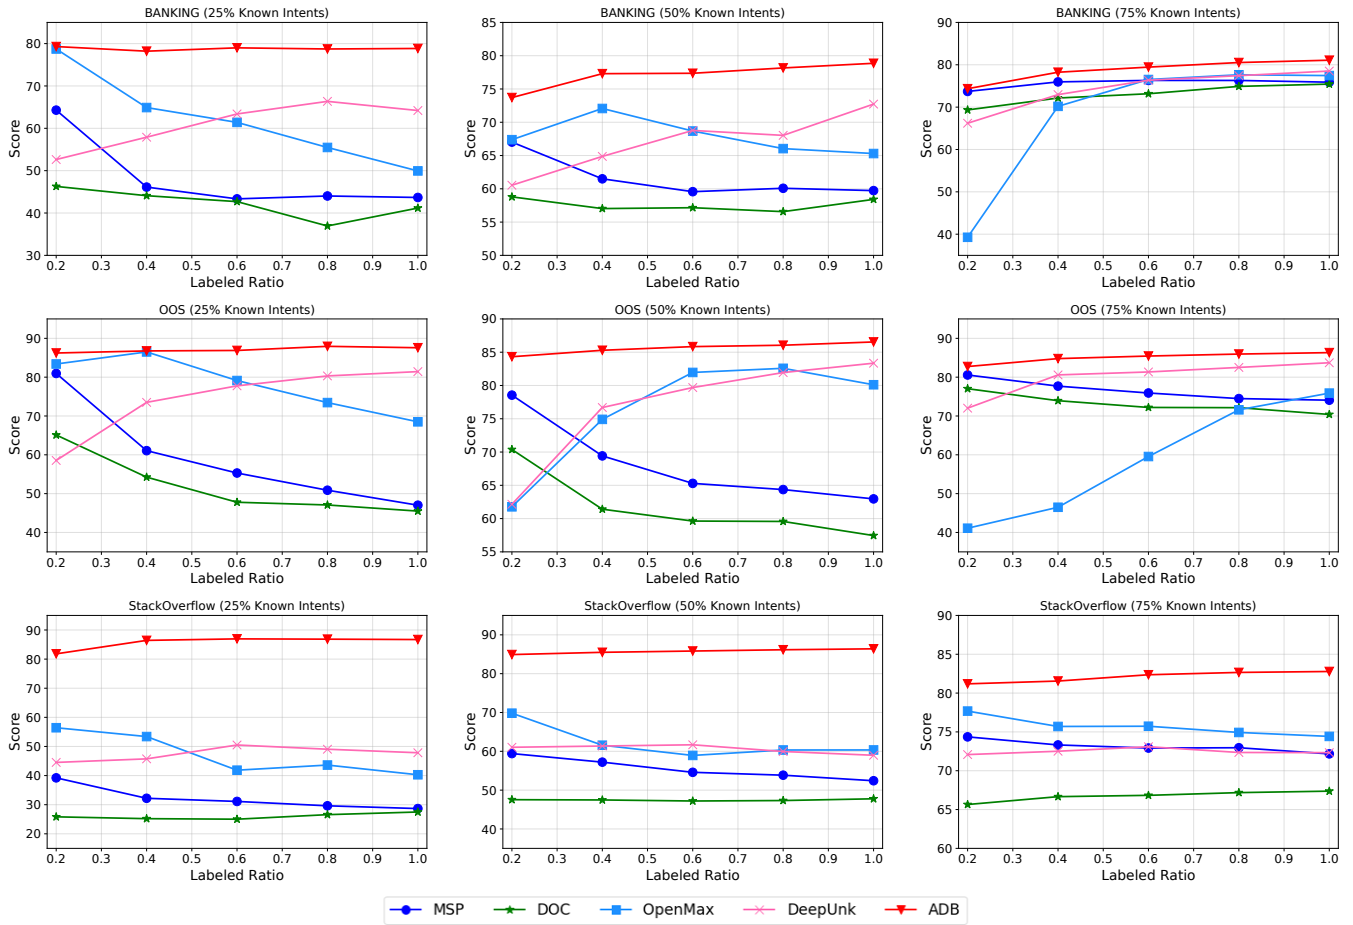 BANKING (25% Known Intents)
Score
80
70
60
50
40
30
0.2 0.3 0.4 0.5 0.6 0.7 0.8 0.9 1.0
Labeled Ratio
BANKING (50% Known Intents)
Score
85
80
75
70
65
60
55
50
0.2 0.3 0.4 0.5 0.6 0.7 0.8 0.9 1.0
Labeled Ratio
BANKING (75% Known Intents)
Score
90
80
70
60
50
40
0.2 0.3 0.4 0.5 0.6 0.7 0.8 0.9 1.0
Labeled Ratio
OOS (25% Known Intents)
Score
90
80
70
60
50
40
0.2 0.3 0.4 0.5 0.6 0.7 0.8 0.9 1.0
Labeled Ratio
OOS (50% Known Intents)
Score
90
85
80
75
70
65
60
55
0.2 0.3 0.4 0.5 0.6 0.7 0.8 0.9 1.0
Labeled Ratio
OOS (75% Known Intents)
Score
90
80
70
60
50
40
0.2 0.3 0.4 0.5 0.6 0.7 0.8 0.9 1.0
Labeled Ratio
StackOverflow (25% Known Intents)
Score
90
80
70
60
50
40
30
20
0.2 0.3 0.4 0.5 0.6 0.7 0.8 0.9 1.0
Labeled Ratio
StackOverflow (50% Known Intents)
Score
90
80
70
60
50
40
0.2 0.3 0.4 0.5 0.6 0.7 0.8 0.9 1.0
Labeled Ratio
StackOverflow (75% Known Intents)
Score
90
85
80
75
70
65
60
0.2 0.3 0.4 0.5 0.6 0.7 0.8 0.9 1.0
Labeled Ratio
MSP DOC OpenMax DeepUnk ADB